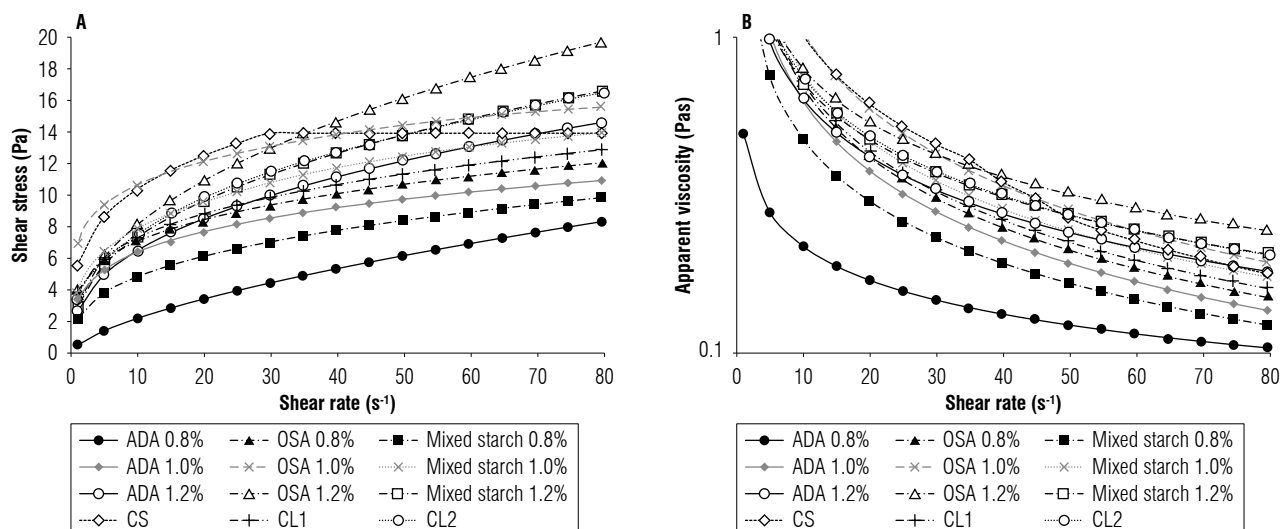 A
Shear stress (Pa)
20
18
16
14
12
10
8
6
4
2
0
0 10 20 30 40 50 60 70 80
Shear rate (s-1)
ADA 0.8% OSA 0.8% Mixed starch 0.8%
ADA 1.0% OSA 1.0% Mixed starch 1.0%
ADA 1.2% OSA 1.2% Mixed starch 1.2%
CS CL1 CL2
B
Apparent viscosity (Pas)
1
0.1
0 10 20 30 40 50 60 70 80
Shear rate (s-1)
ADA 0.8% OSA 0.8% Mixed starch 0.8%
ADA 1.0% OSA 1.0% Mixed starch 1.0%
ADA 1.2% OSA 1.2% Mixed starch 1.2%
CS CL1 CL2